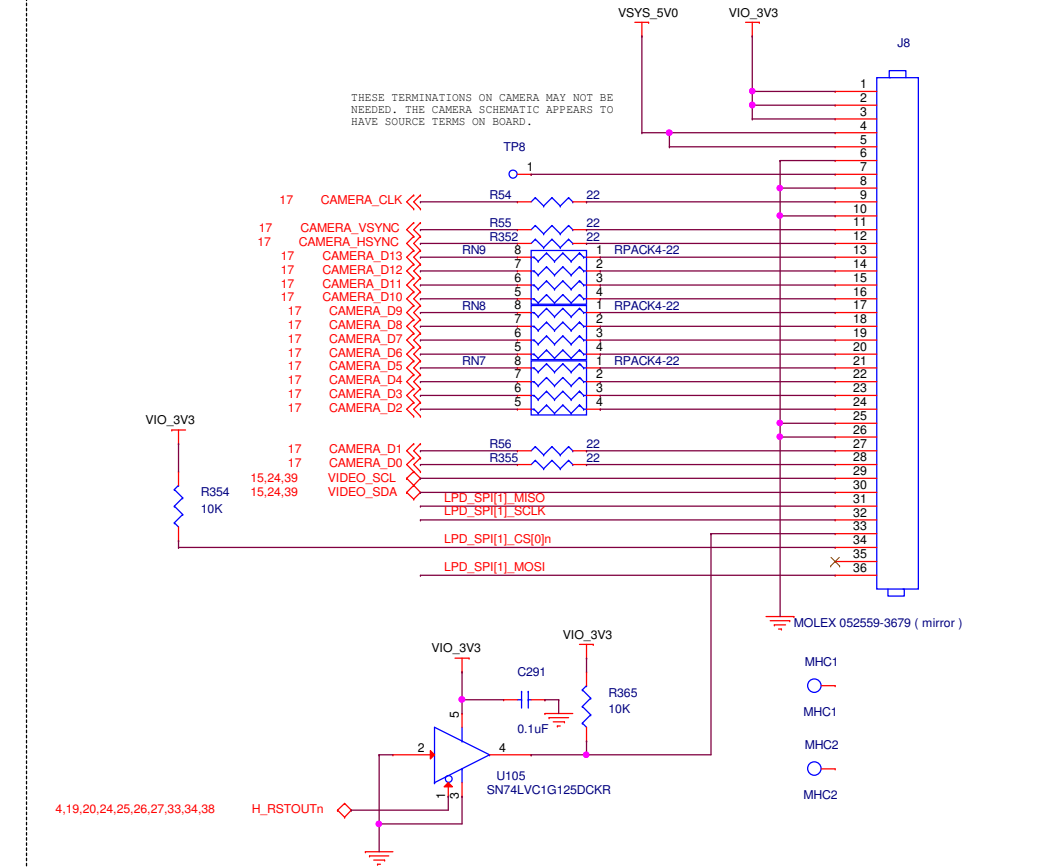 VSYS_5V0 VIO_3V3
J8
THESE TERMINATIONS ON CAMERA MAY NOT BE
NEEDED. THE CAMERA SCHEMATIC APPEARS TO
HAVE SOURCE TERMS ON BOARD.
1
2
3
4
5
6
TP8
1 7
8
17 CAMERA_CLK R54 22 9
10
17 CAMERA_VSYNC R55 22 11
17 CAMERA_HSYNC R352 22 12
17 CAMERA_D13 RN9 8 1 RPACK4-22 13
17 CAMERA_D12 7 2 14
17 CAMERA_D11 6 3 15
17 CAMERA_D10 5 4 16
17 CAMERA_D9 RN8 8 1 RPACK4-22 17
17 CAMERA_D8 7 2 18
17 CAMERA_D7 6 3 19
17 CAMERA_D6 5 4 20
17 CAMERA_D5 RN7 8 1 RPACK4-22 21
17 CAMERA_D4 7 2 22
17 CAMERA_D3 6 3 23
17 CAMERA_D2 5 4 24
VIO_3V3 25
26
17 CAMERA_D1 R56 22 27
17 CAMERA_D0 R355 22 28
15,24,39 VIDEO_SCL 29
15,24,39 VIDEO_SDA 30
R354
10K
LPD_SPI[1]_MISO 31
LPD_SPI[1]_SCLK 32
33
LPD_SPI[1]_CS[0]n 34
35
LPD_SPI[1]_MOSI 36
MOLEX 052559-3679 ( mirror )
VIO_3V3
VIO_3V3
C291
0.1uF
R365
10K
MHC1
MHC1
MHC2
MHC2
5
2 4
1 3
U105
SN74LVC1G125DCKR
4,19,20,24,25,26,27,33,34,38 H_RSTOUTn